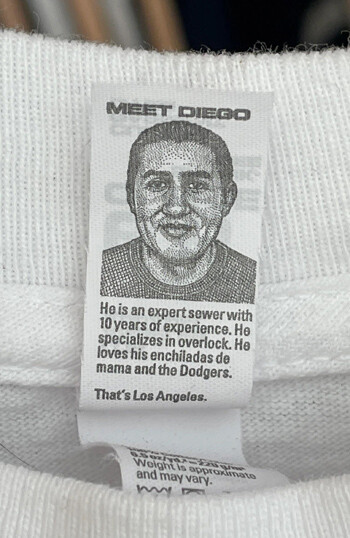 MEET DIEGO
He is an expert sewer with
10 years of experience. He
specializes in overlock. He
loves his enchiladas de
mama and the Dodgers.
That's Los Angeles.
Weight is approximate
and may vary.